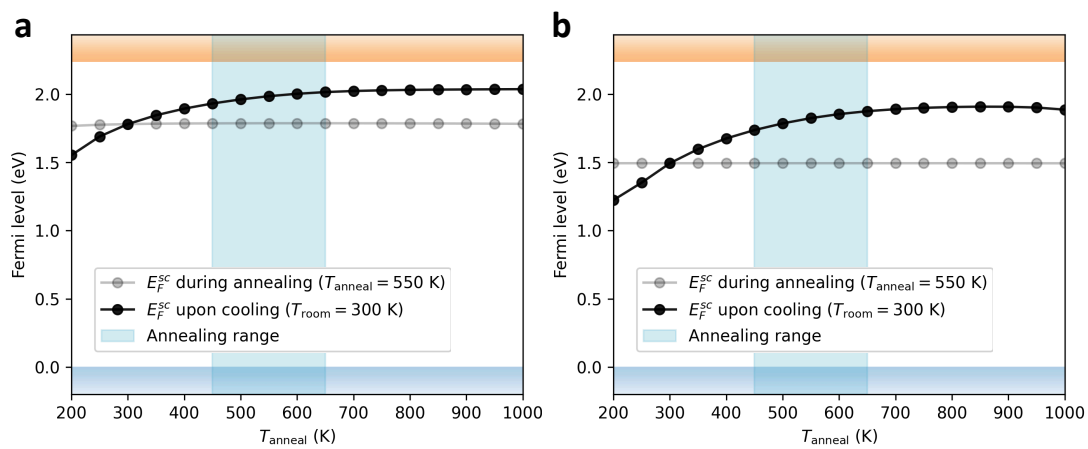 a
Fermi level (eV)
2.0
1.5
1.0
0.5
0.0
E_F^{sc} during annealing (T_anneal = 550 K)
E_F^{sc} upon cooling (T_room = 300 K)
Annealing range
200 300 400 500 600 700 800 900 1000
T_anneal (K)
b
Fermi level (eV)
2.0
1.5
1.0
0.5
0.0
E_F^{sc} during annealing (T_anneal = 550 K)
E_F^{sc} upon cooling (T_room = 300 K)
Annealing range
200 300 400 500 600 700 800 900 1000
T_anneal (K)